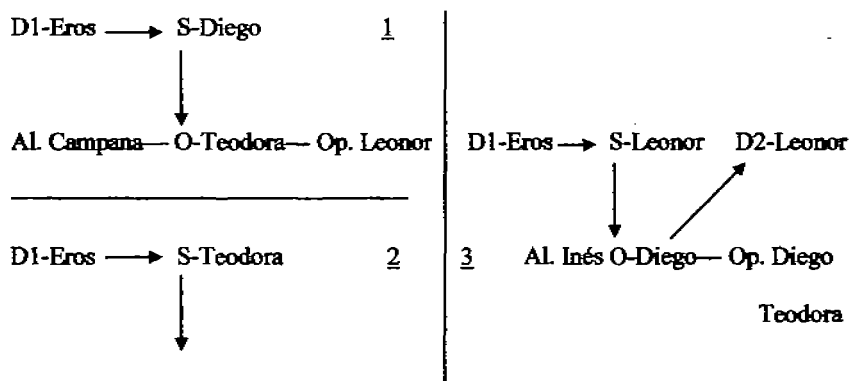 D1-Eros S-Diego 1
Al. Campana O-Teodora Op. Leonor
D1-Eros S-Teodora 2
D1-Eros S-Leonor D2-Leonor
3 Al. Inés O-Diego Op. Diego
Teodora